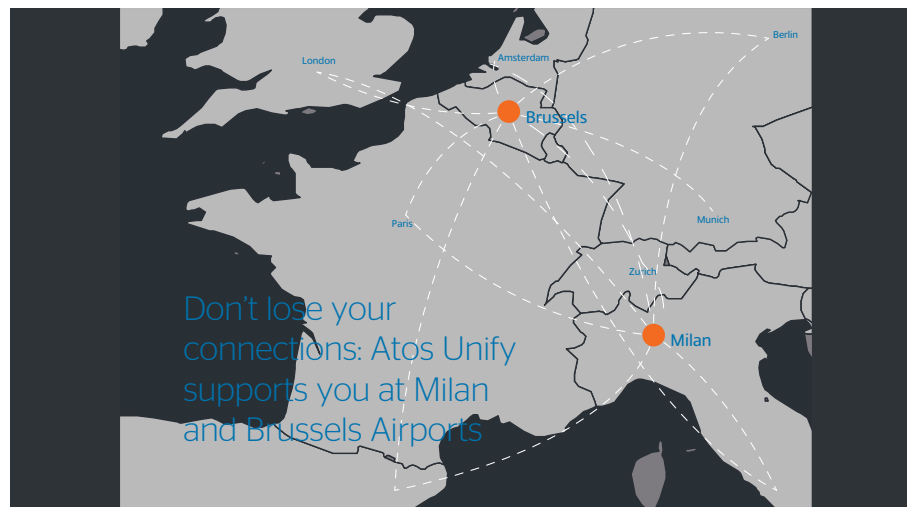 Berlin
London
Amsterdam
Brussels
Paris
Munich
Zurich
Don't lose your
connections: Atos Unify
supports you at Milan
and Brussels Airports
Milan